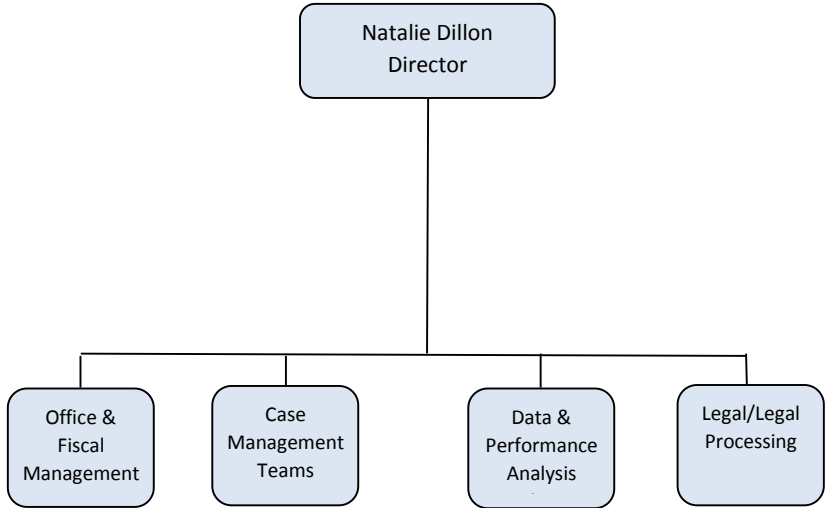 Natalie Dillon
Director
Office &
Fiscal
Management
Case
Management
Teams
Data &
Performance
Analysis
Legal/Legal
Processing